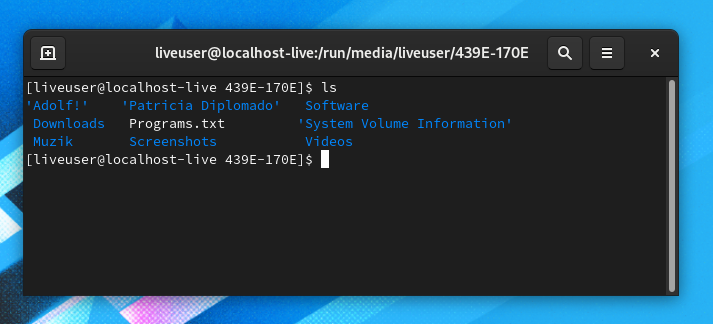 liveuser@localhost-live:/run/media/liveuser/439E-170E
[liveuser@localhost-live 439E-170E]$ ls
'Adolf!' 'Patricia Diplomado' Software
Downloads Programs.txt 'System Volume Information'
Muzik Screenshots Videos
[liveuser@localhost-live 439E-170E]$